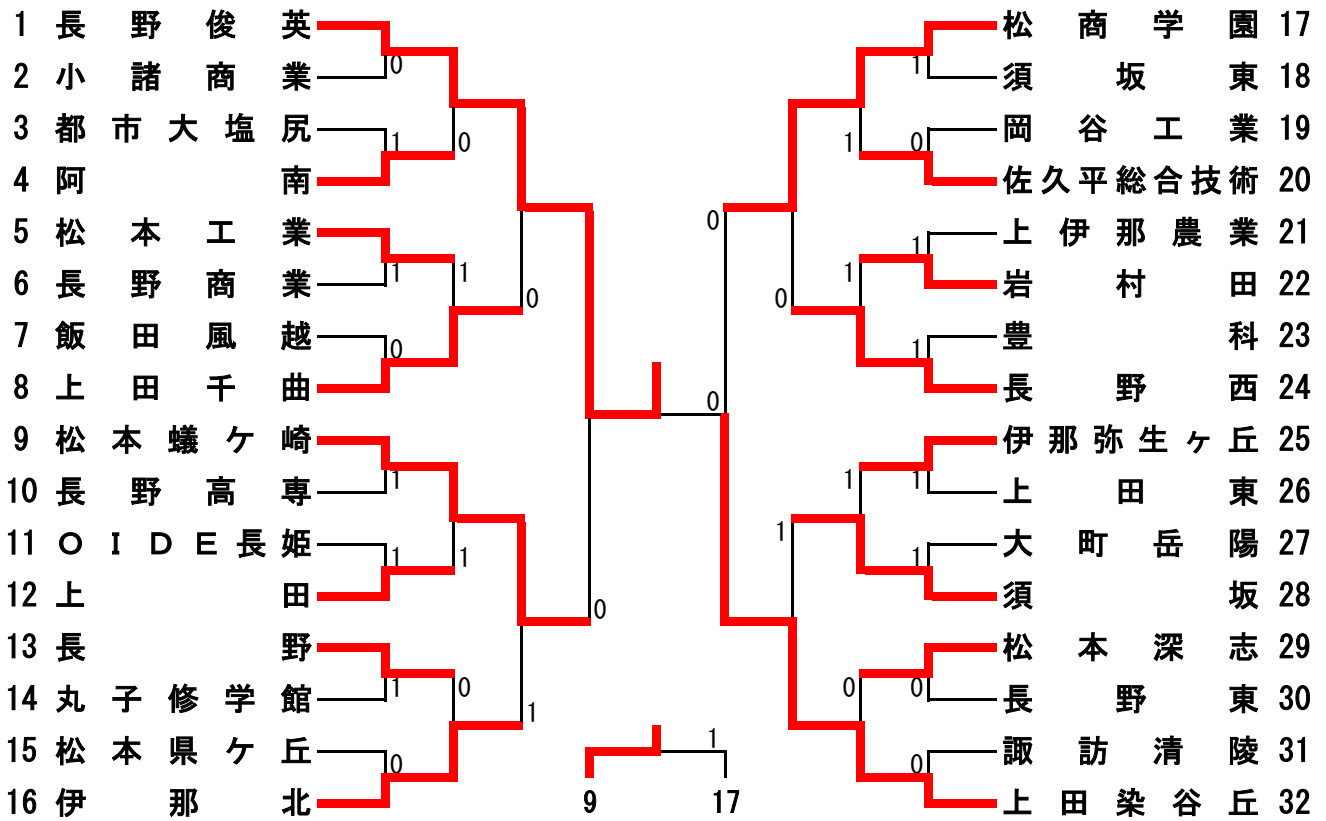 1 長野俊英
0
2 小諸商業
3 都市大塩尻
1
0
4 阿南
5 松本工業
1
1
6 長野商業
0
7 飯田風越
0
8 上田千曲
9 松本蟻ケ崎
1
10 長野高専
11 OIDE長姫
1
1
12 上田
0
13 長野
1
0
14 丸子修学館
1
15 松本県ケ丘
0
16 伊那北
松商学園 17
1
須坂東 18
岡谷工業 19
1
0
佐久平総合技術 20
0
上伊那農業 21
1
岩村田 22
1
0
豊科 23
1
長野西 24
0
伊那弥生ヶ丘 25
1
1
上田東 26
1
大町岳陽 27
1
須坂 28
松本深志 29
0
0
長野東 30
諏訪清陵 31
0
上田染谷丘 32
1
9 17